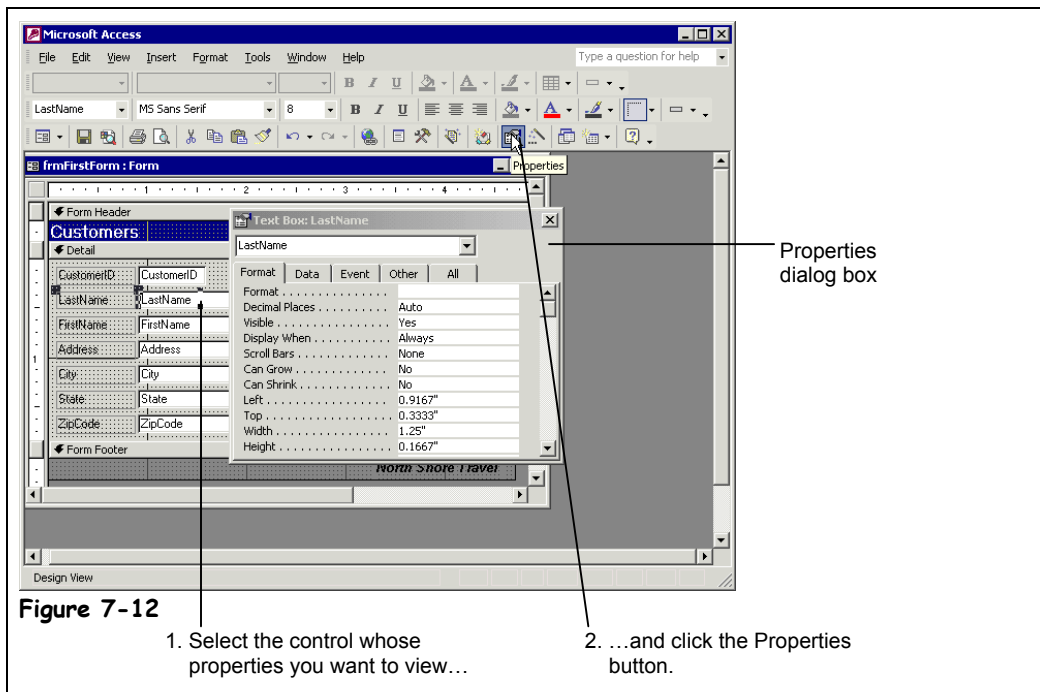 Microsoft Access
File Edit View Insert Format Tools Window Help Type a question for help
B I U A
LastName MS Sans Serif 8 B I U A
frmFirstForm : Form
Properties
1 2 3 4
Form Header
Customers
Detail
CustomerID CustomerID
LastName LastName
FirstName FirstName
Address Address
1
City City
State State
ZipCode ZipCode
Form Footer
North Shore Travel
Text Box: LastName
LastName
Format Data Event Other All
Format . . . . . . . . . . . . . . . .
Decimal Places . . . . . . . . . . Auto
Visible . . . . . . . . . . . . . . . . . Yes
Display When . . . . . . . . . . . Always
Scroll Bars . . . . . . . . . . . . . None
Can Grow . . . . . . . . . . . . . . No
Can Shrink . . . . . . . . . . . . . . No
Left . . . . . . . . . . . . . . . . . . . 0.9167"
Top . . . . . . . . . . . . . . . . . . . 0.3333"
Width . . . . . . . . . . . . . . . . . 1.25"
Height . . . . . . . . . . . . . . . . . 0.1667"
Design View
Properties
dialog box
Figure 7-12
1. Select the control whose
properties you want to view…
2. …and click the Properties
button.